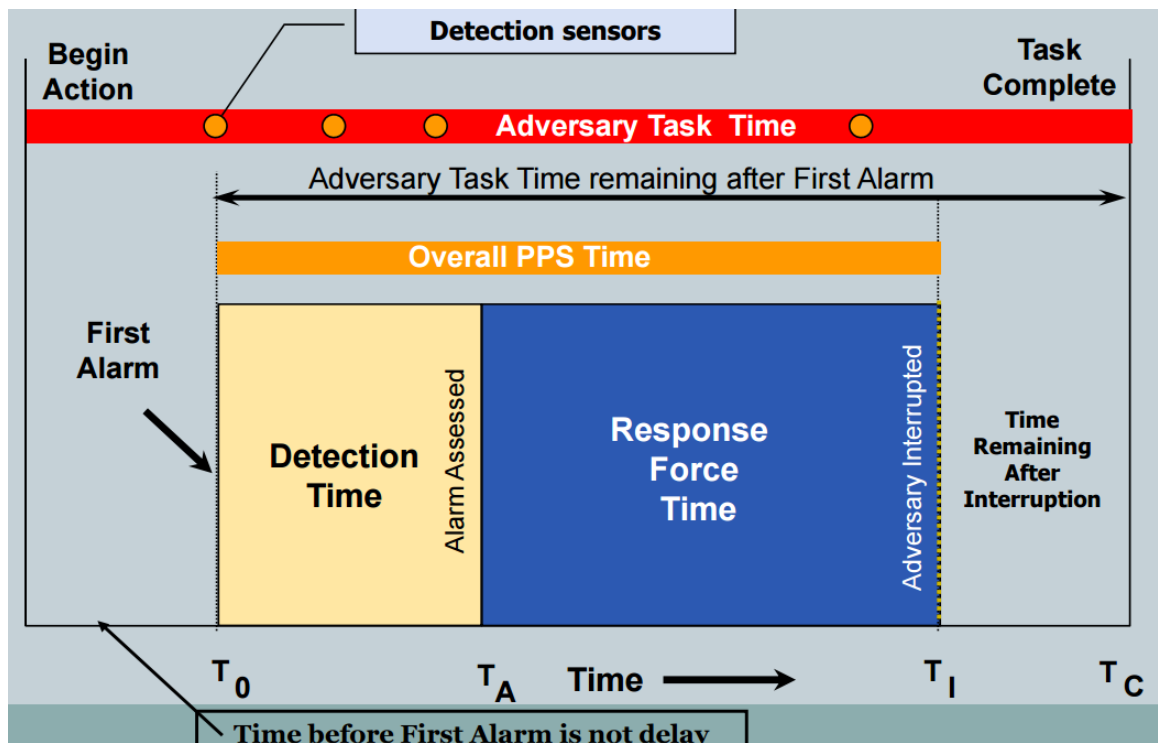 Detection sensors
Begin
Action
Task
Complete
Adversary Task Time
Adversary Task Time remaining after First Alarm
Overall PPS Time
First
Alarm
Detection
Time
Alarm Assessed
Response
Force
Time
Adversary Interrupted
Time
Remaining
After
Interruption
T0
TA
Time
TI
TC
Time before First Alarm is not delay